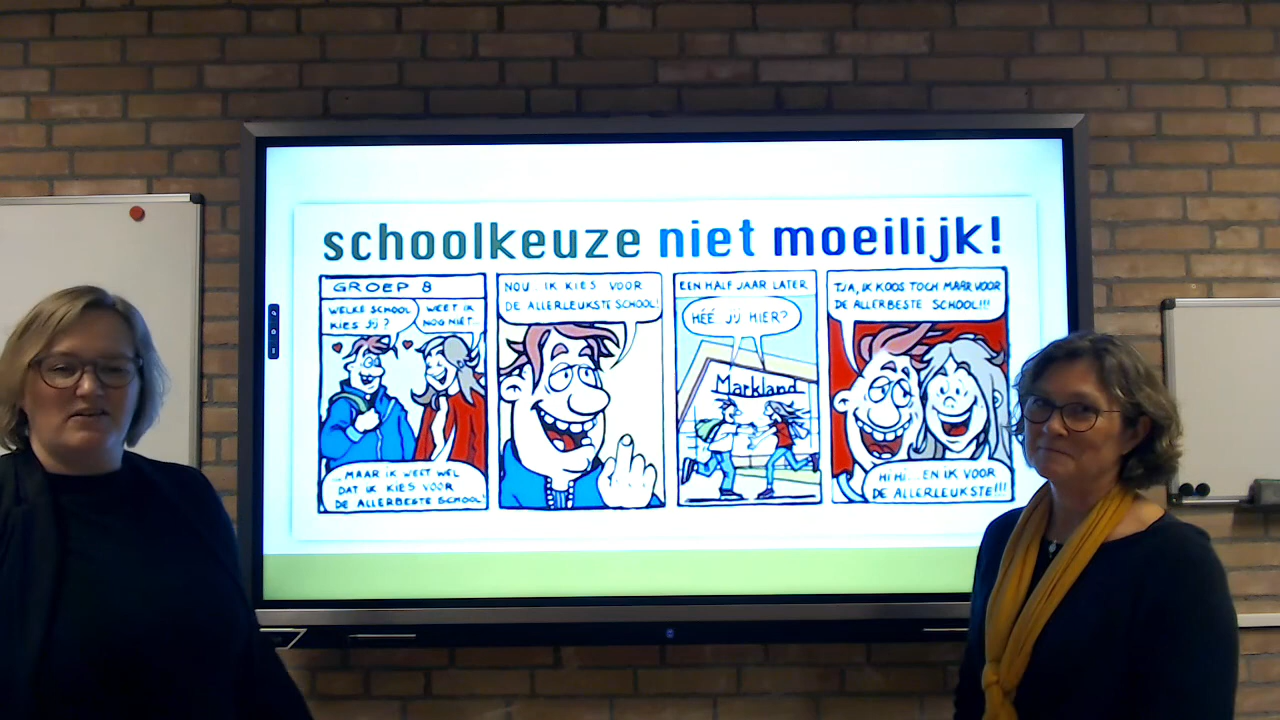 schoolkeuze niet moeilijk!
GROEP 8
WELKE SCHOOL
KIES JIJ?
WEET IK
NOG NIET...
...MAAR IK WEET WEL
DAT IK KIES VOOR
DE ALLERBESTE SCHOOL!
NOU.. IK KIES VOOR
DE ALLERLEUKSTE SCHOOL!
EEN HALF JAAR LATER
HÉÉ JIJ HIER?
Markland
TJA, IK KOOS TOCH MAAR VOOR
DE ALLERBESTE SCHOOL!!!
HI HI... EN IK VOOR
DE ALLERLEUKSTE!!!